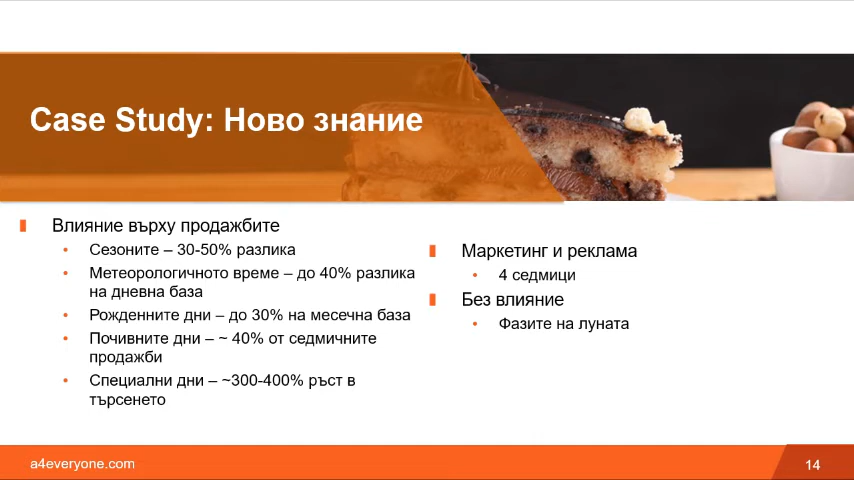 Case Study: Ново знание
Влияние върху продажбите
Сезоните – 30-50% разлика
Метеорологичното време – до 40% разлика
на дневна база
Рожденните дни – до 30% на месечна база
Почивните дни – ~ 40% от седмичните
продажби
Специални дни – ~300-400% ръст в
търсенето
Маркетинг и реклама
4 седмици
Без влияние
Фазите на луната
a4everyone.com
14